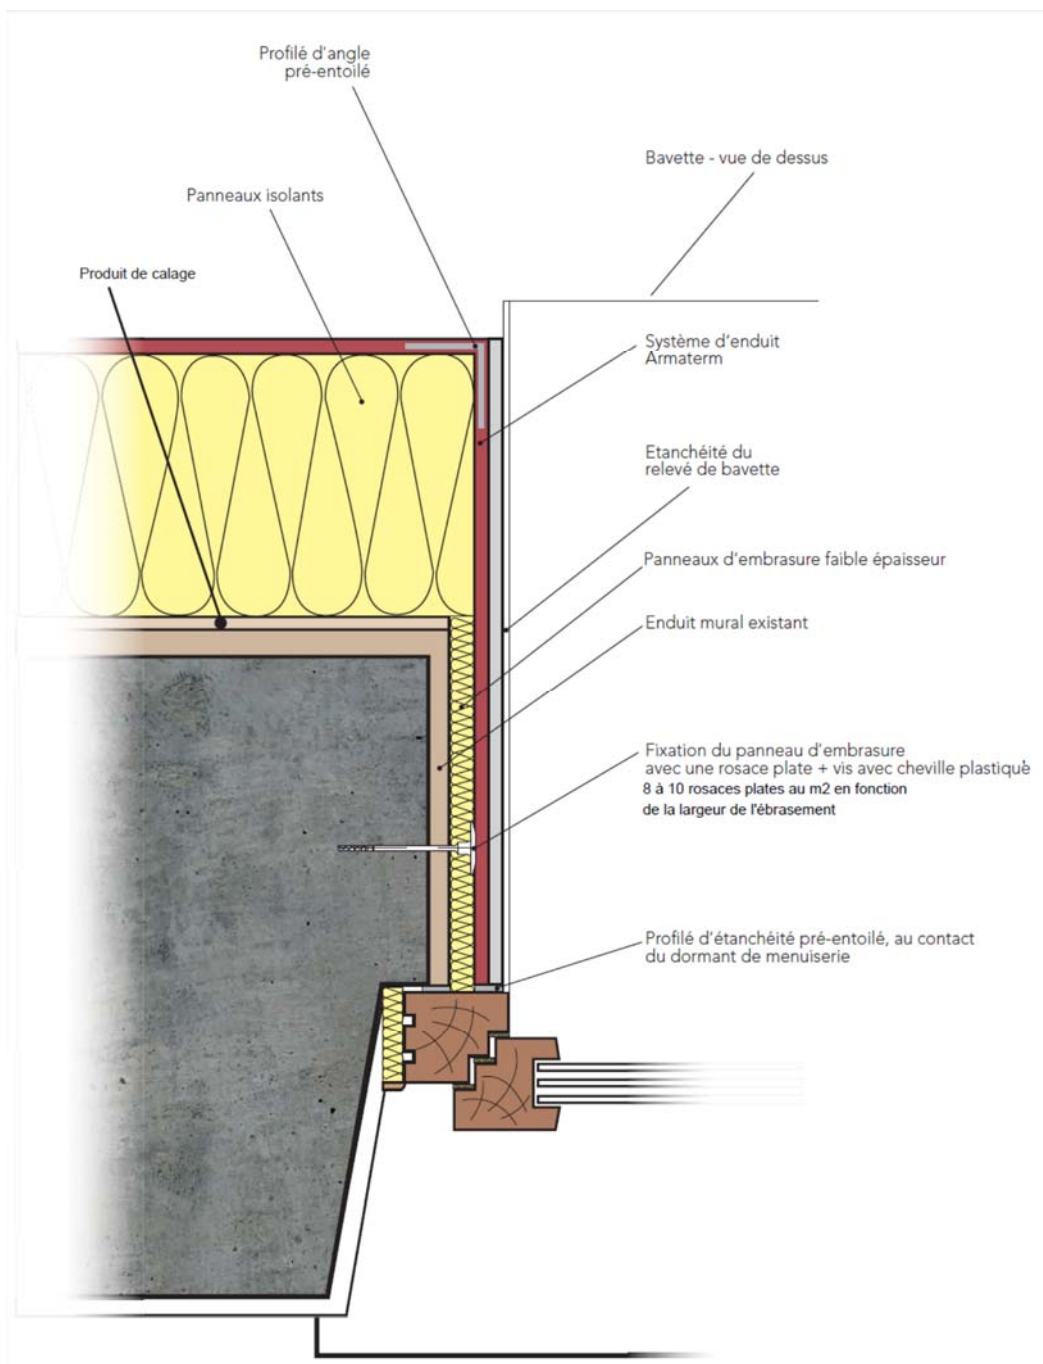 Profilé d'angle
pré-entoilé
Bavette - vue de dessus
Panneaux isolants
Produit de calage
Système d'enduit
Armaterm
Etanchéité du
relevé de bavette
Panneaux d'embrasure faible épaisseur
Enduit mural existant
Fixation du panneau d'embrasure
avec une rosace plate + vis avec cheville plastique
8 à 10 rosaces plates au m2 en fonction
de la largeur de l'ébrasement
Profilé d'étanchéité pré-entoilé, au contact
du dormant de menuiserie